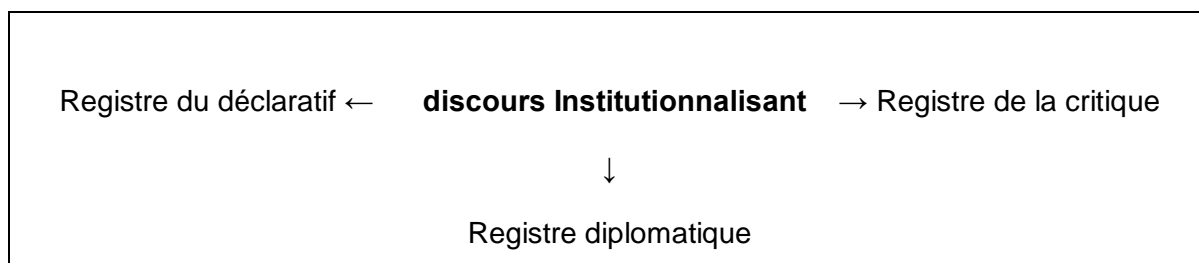 Registre du déclaratif ← discours Institutionnalisant → Registre de la critique
↓
Registre diplomatique